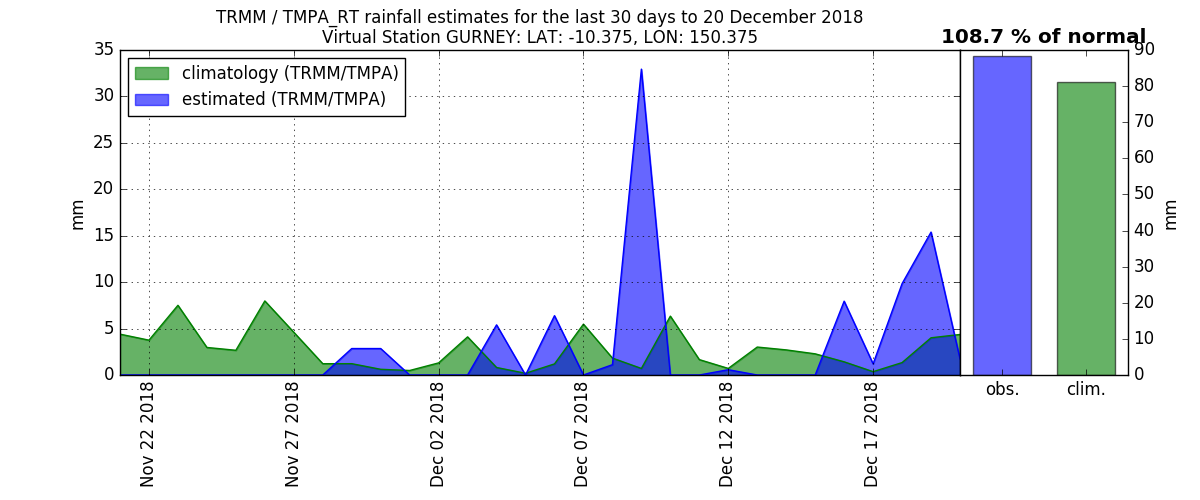 TRMM / TMPA_RT rainfall estimates for the last 30 days to 20 December 2018
Virtual Station GURNEY: LAT: -10.375, LON: 150.375
108.7 % of normal
climatology (TRMM/TMPA)
estimated (TRMM/TMPA)
mm
35
30
25
20
15
10
5
0
Nov 22 2018
Nov 27 2018
Dec 02 2018
Dec 07 2018
Dec 12 2018
Dec 17 2018
obs.
clim.
90
80
70
60
50
40
30
20
10
0
mm